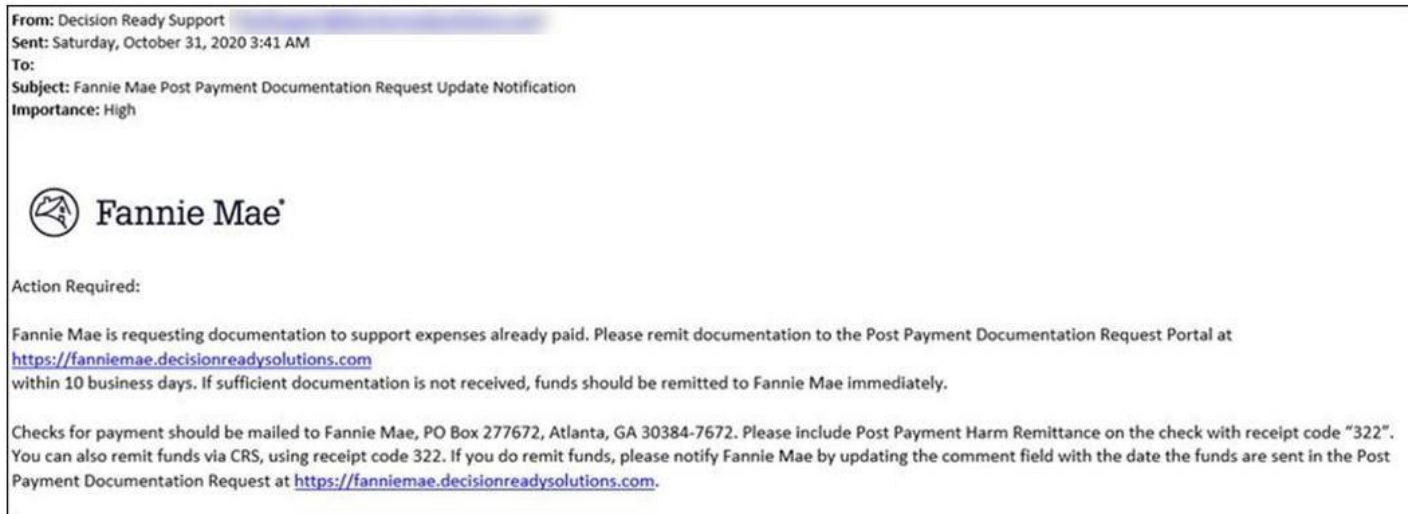 From: Decision Ready Support
Sent: Saturday, October 31, 2020 3:41 AM
To:
Subject: Fannie Mae Post Payment Documentation Request Update Notification
Importance: High
Fannie Mae®
Action Required:
Fannie Mae is requesting documentation to support expenses already paid. Please remit documentation to the Post Payment Documentation Request Portal at
https://fanniemae.decisionreadysolutions.com
within 10 business days. If sufficient documentation is not received, funds should be remitted to Fannie Mae immediately.
Checks for payment should be mailed to Fannie Mae, PO Box 277672, Atlanta, GA 30384-7672. Please include Post Payment Harm Remittance on the check with receipt code “322”.
You can also remit funds via CRS, using receipt code 322. If you do remit funds, please notify Fannie Mae by updating the comment field with the date the funds are sent in the Post
Payment Documentation Request at https://fanniemae.decisionreadysolutions.com.